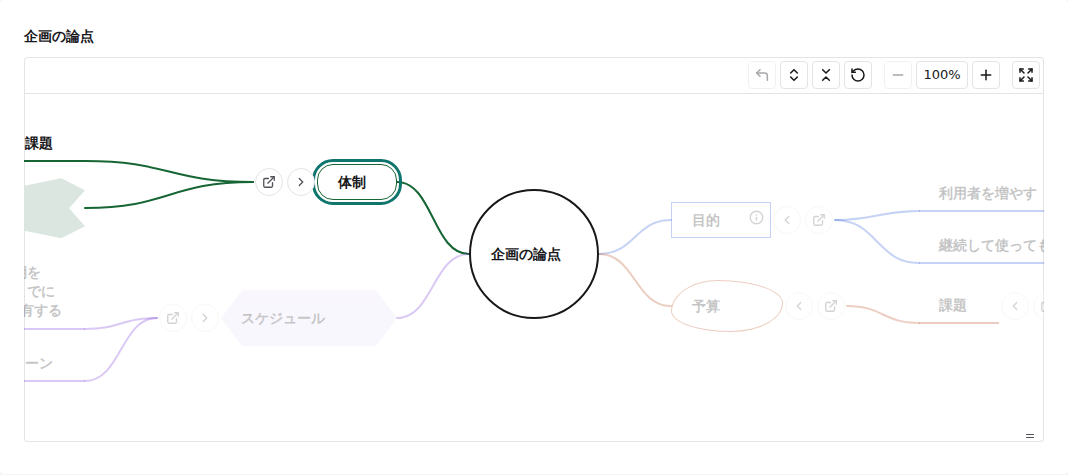 企画の論点
100%
課題
体制
企画の論点
目的
利用者を増やす
継続して使っても
を
でに
有する
スケジュール
予算
課題
ーン